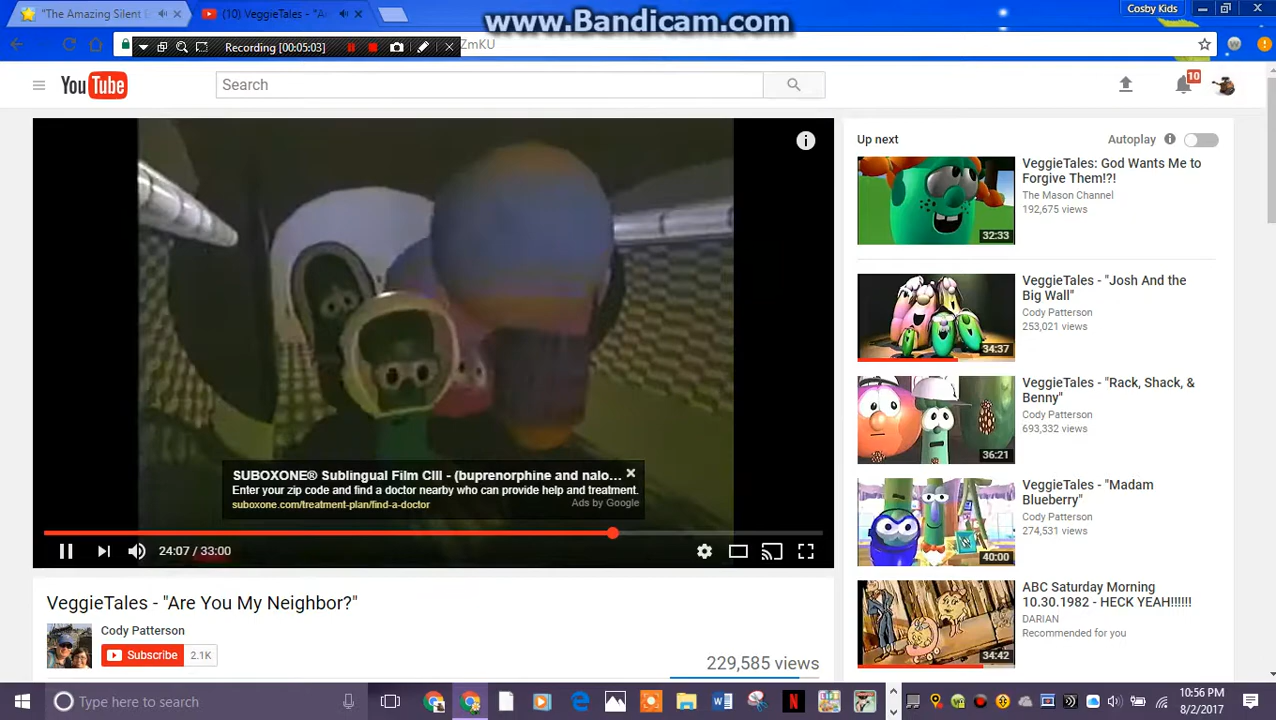 www.Bandicam.com
Cosby Kids
"The Amazing Silent E
(10) VeggieTales - "A
Recording [00:05:03]
ZmKU
YouTube
Search
10
Up next
Autoplay
VeggieTales: God Wants Me to
Forgive Them!?!
The Mason Channel
192,675 views
32:33
VeggieTales - "Josh And the
Big Wall"
Cody Patterson
253,021 views
34:37
VeggieTales - "Rack, Shack, &
Benny"
Cody Patterson
693,332 views
36:21
VeggieTales - "Madam
Blueberry"
Cody Patterson
274,531 views
40:00
ABC Saturday Morning
10.30.1982 - HECK YEAH!!!!!!
DARIAN
Recommended for you
34:42
SUBOXONE® Sublingual Film CIII - (buprenorphine and nalo...
Enter your zip code and find a doctor nearby who can provide help and treatment.
suboxone.com/treatment-plan/find-a-doctor
Ads by Google
24:07 / 33:00
VeggieTales - "Are You My Neighbor?"
Cody Patterson
Subscribe 2.1K
229,585 views
Type here to search
10:56 PM
8/2/2017